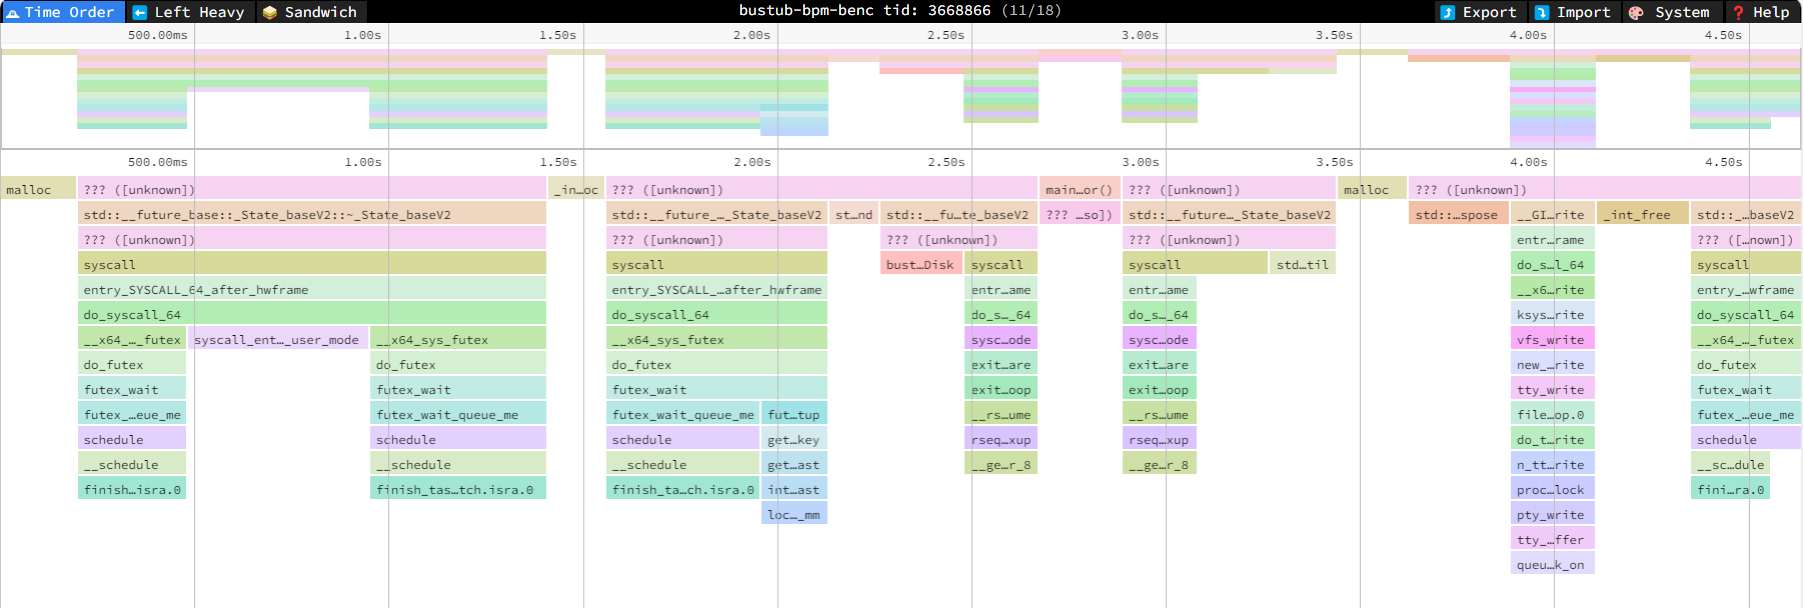 Time Order Left Heavy Sandwich bustub-bpm-benc tid: 3668866 (11/18) Export Import System Help
500.00ms 1.00s 1.50s 2.00s 2.50s 3.00s 3.50s 4.00s 4.50s
500.00ms 1.00s 1.50s 2.00s 2.50s 3.00s 3.50s 4.00s 4.50s
malloc ??? ([unknown]) _in…oc ??? ([unknown]) main…or() ??? ([unknown]) malloc ??? ([unknown])
std::__future_base::_State_baseV2::~_State_baseV2 std::__future_…_State_baseV2 st…nd std::__fu…te_baseV2 ??? …so]) std::__future…_State_baseV2 std::…spose __GI…rite _int_free std::_…baseV2
??? ([unknown]) ??? ([unknown]) ??? ([unknown]) ??? ([unknown]) entr…rame ??? ([…nown])
syscall syscall bust…Disk syscall syscall std…til do_s…l_64 syscall
entry_SYSCALL_64_after_hwframe entry_SYSCALL_…after_hwframe entr…ame entr…ame __x6…rite entry_…wframe
do_syscall_64 do_syscall_64 do_s…_64 do_s…_64 ksys…rite do_syscall_64
__x64_…_futex syscall_ent…_user_mode __x64_sys_futex __x64_sys_futex sysc…ode sysc…ode vfs_write __x64_…_futex
do_futex do_futex do_futex exit…are exit…are new_…rite do_futex
futex_wait futex_wait futex_wait exit…oop exit…oop tty_write futex_wait
futex_…eue_me futex_wait_queue_me futex_wait_queue_me fut…tup __rs…ume __rs…ume file…op.0 futex_…eue_me
schedule schedule schedule get…key rseq…xup rseq…xup do_t…rite schedule
__schedule __schedule __schedule get…ast __ge…r_8 __ge…r_8 n_tt…rite __sc…dule
finish…isra.0 finish_tas…tch.isra.0 finish_ta…ch.isra.0 int…ast proc…lock fini…ra.0
loc…_mm pty_write
tty_…ffer
queu…k_on